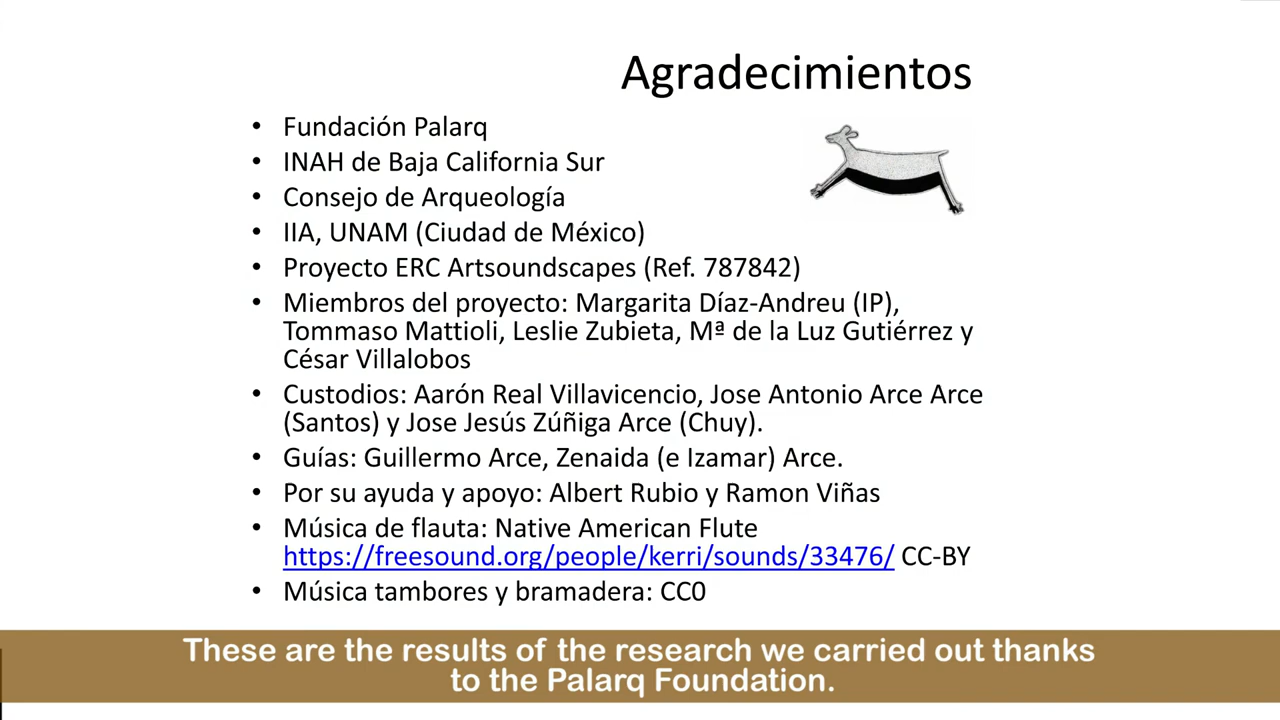 Agradecimientos
• Fundación Palarq
• INAH de Baja California Sur
• Consejo de Arqueología
• IIA, UNAM (Ciudad de México)
• Proyecto ERC Artsoundscapes (Ref. 787842)
• Miembros del proyecto: Margarita Díaz-Andreu (IP),
Tommaso Mattioli, Leslie Zubieta, Mª de la Luz Gutiérrez y
César Villalobos
• Custodios: Aarón Real Villavicencio, Jose Antonio Arce Arce
(Santos) y Jose Jesús Zúñiga Arce (Chuy).
• Guías: Guillermo Arce, Zenaida (e Izamar) Arce.
• Por su ayuda y apoyo: Albert Rubio y Ramon Viñas
• Música de flauta: Native American Flute
https://freesound.org/people/kerri/sounds/33476/ CC-BY
• Música tambores y bramadera: CC0
These are the results of the research we carried out thanks
to the Palarq Foundation.